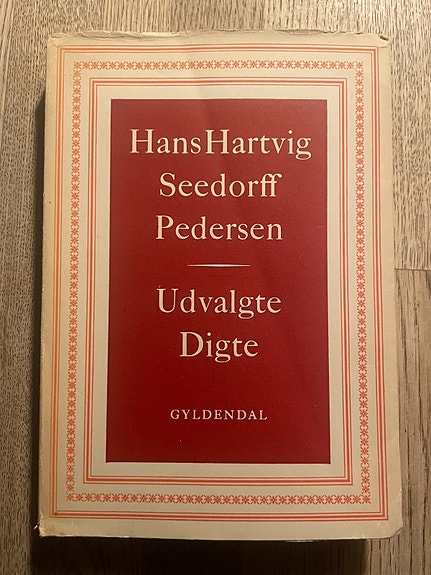 Hans Hartvig
Seedorff
Pedersen
Udvalgte
Digte
GYLDENDAL